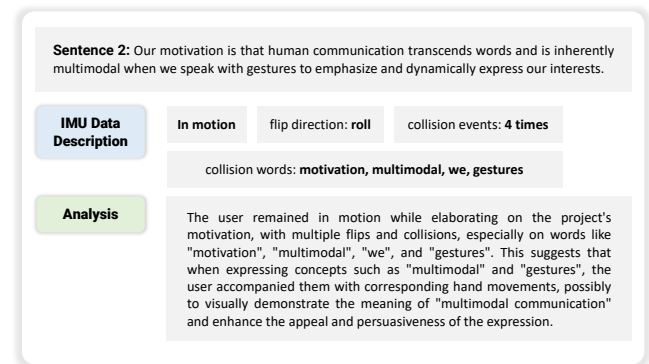 Sentence 2: Our motivation is that human communication transcends words and is inherently
multimodal when we speak with gestures to emphasize and dynamically express our interests.
IMU Data
Description
In motion
flip direction: roll
collision events: 4 times
collision words: motivation, multimodal, we, gestures
Analysis
The user remained in motion while elaborating on the project's
motivation, with multiple flips and collisions, especially on words like
"motivation", "multimodal", "we", and "gestures". This suggests that
when expressing concepts such as "multimodal" and "gestures", the
user accompanied them with corresponding hand movements, possibly
to visually demonstrate the meaning of "multimodal communication"
and enhance the appeal and persuasiveness of the expression.